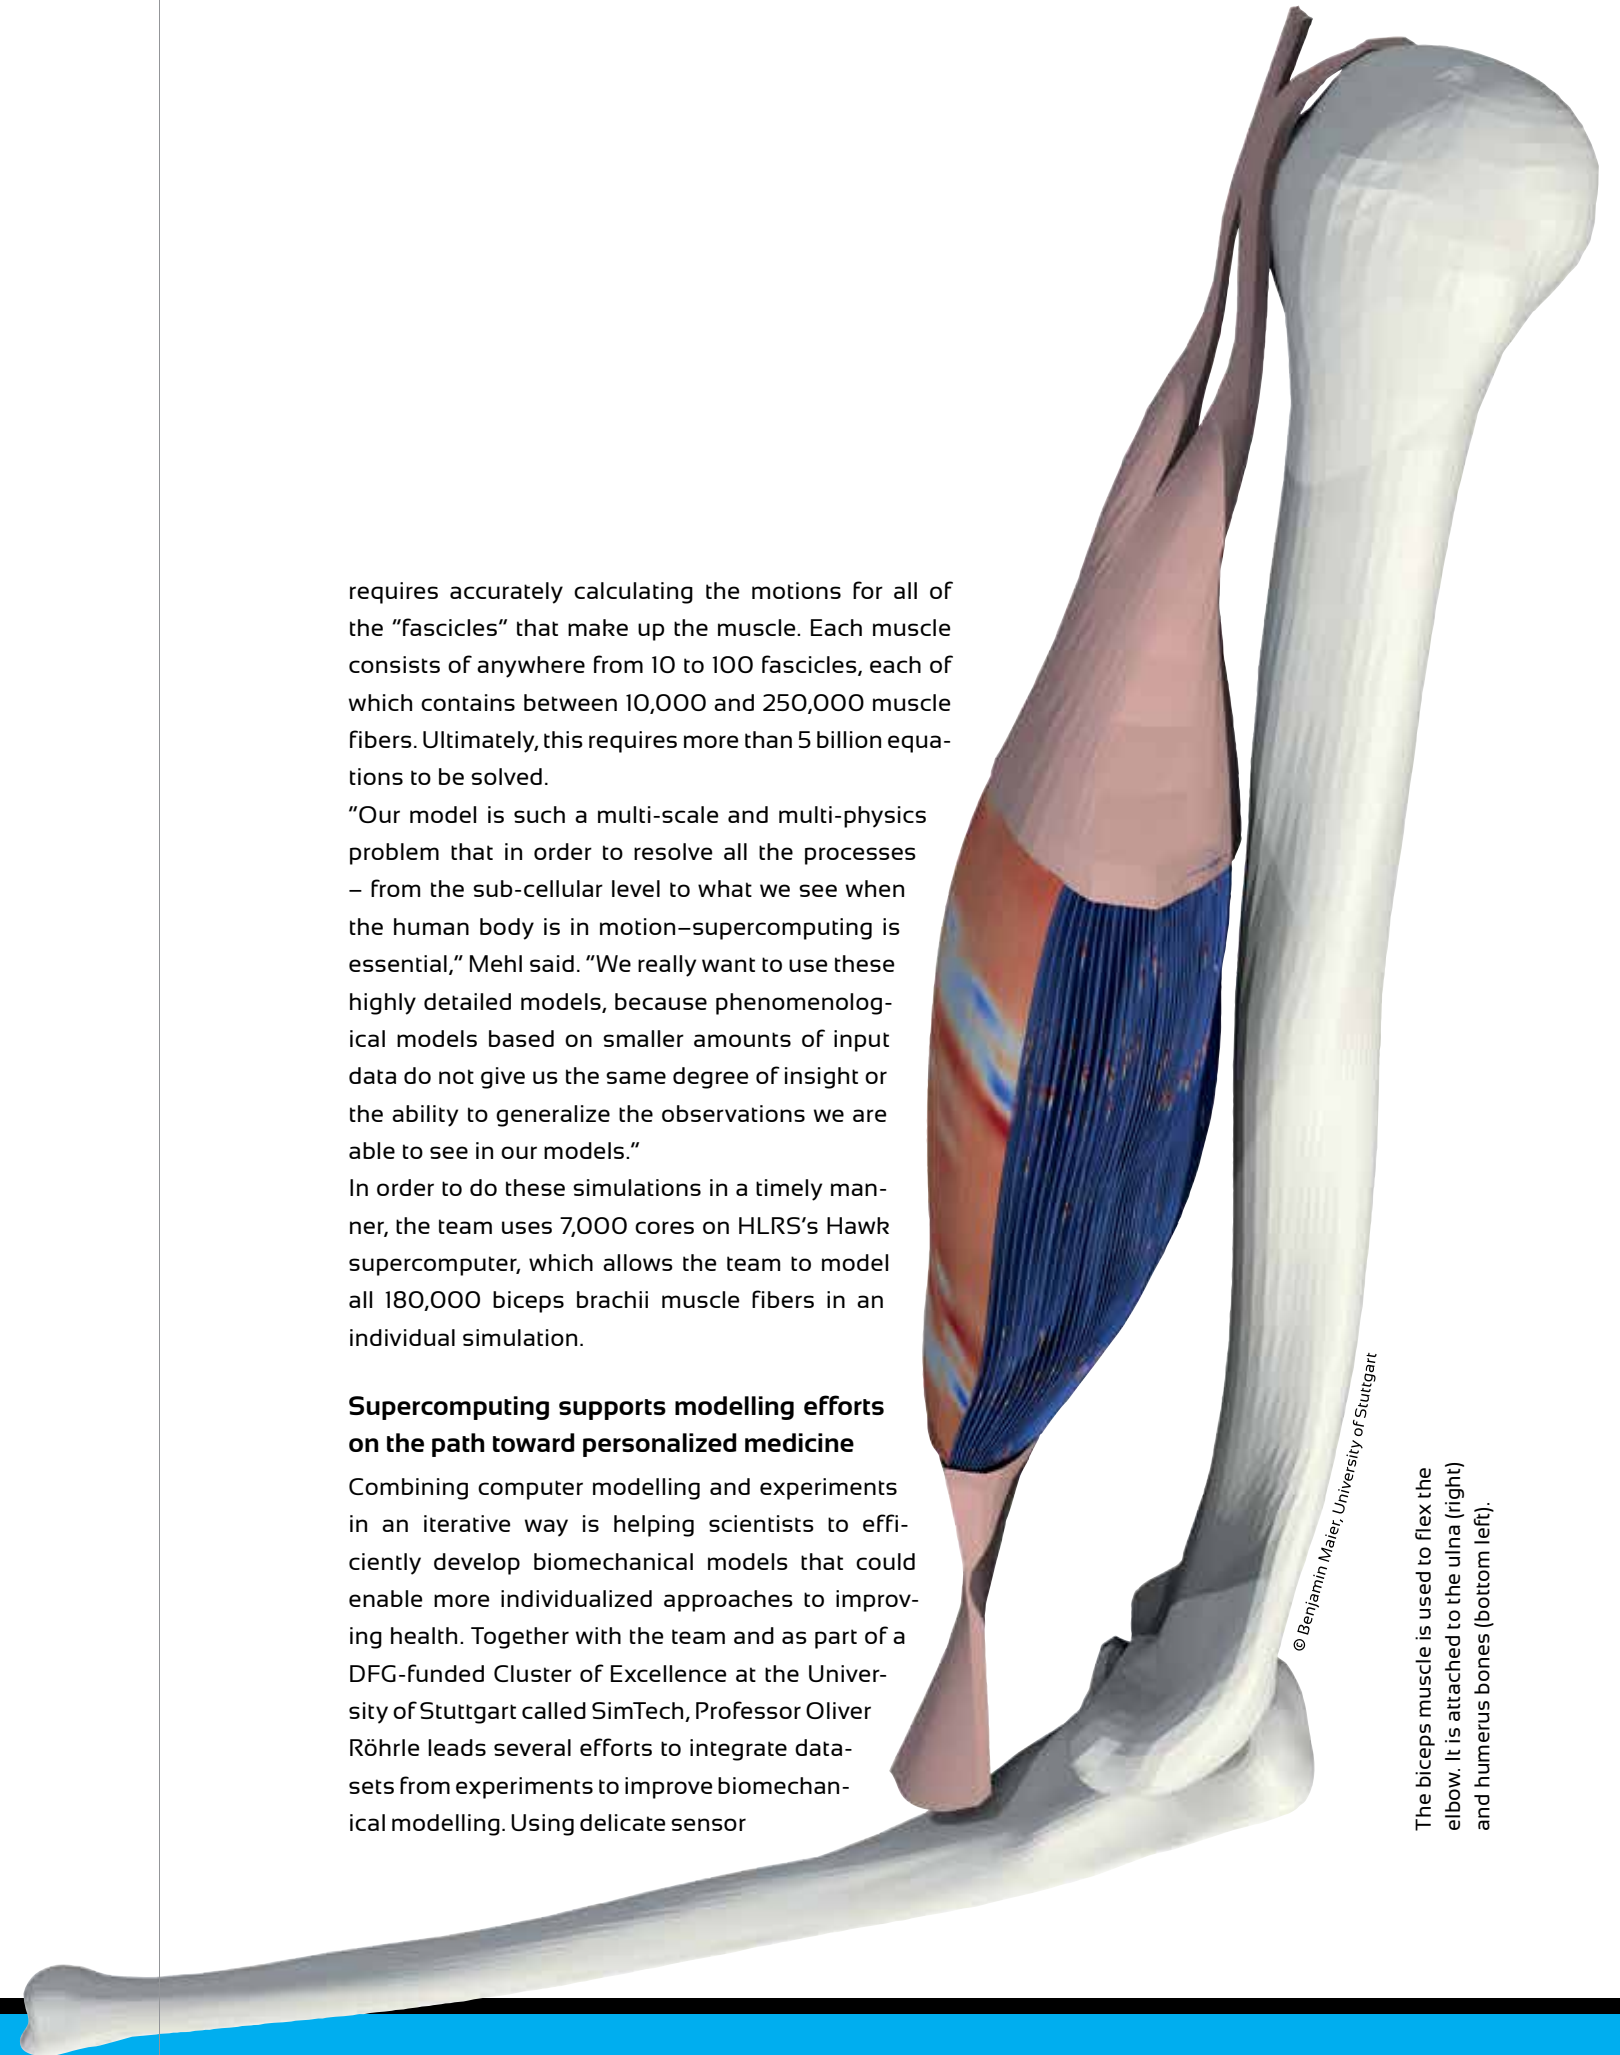 requires accurately calculating the motions for all of
the “fascicles” that make up the muscle. Each muscle
consists of anywhere from 10 to 100 fascicles, each of
which contains between 10,000 and 250,000 muscle
fibers. Ultimately, this requires more than 5 billion equa-
tions to be solved.
“Our model is such a multi-scale and multi-physics
problem that in order to resolve all the processes
– from the sub-cellular level to what we see when
the human body is in motion–supercomputing is
essential,“ Mehl said. “We really want to use these
highly detailed models, because phenomenolog-
ical models based on smaller amounts of input
data do not give us the same degree of insight or
the ability to generalize the observations we are
able to see in our models.“
In order to do these simulations in a timely man-
ner, the team uses 7,000 cores on HLRS’s Hawk
supercomputer, which allows the team to model
all 180,000 biceps brachii muscle fibers in an
individual simulation.
Supercomputing supports modelling efforts
on the path toward personalized medicine
Combining computer modelling and experiments
in an iterative way is helping scientists to effi-
ciently develop biomechanical models that could
enable more individualized approaches to improv-
ing health. Together with the team and as part of a
DFG-funded Cluster of Excellence at the Univer-
sity of Stuttgart called SimTech, Professor Oliver
Röhrle leads several efforts to integrate data-
sets from experiments to improve biomechan-
ical modelling. Using delicate sensor
© Benjamin Maier, University of Stuttgart
The biceps muscle is used to flex the
elbow. It is attached to the ulna (right)
and humerus bones (bottom left).